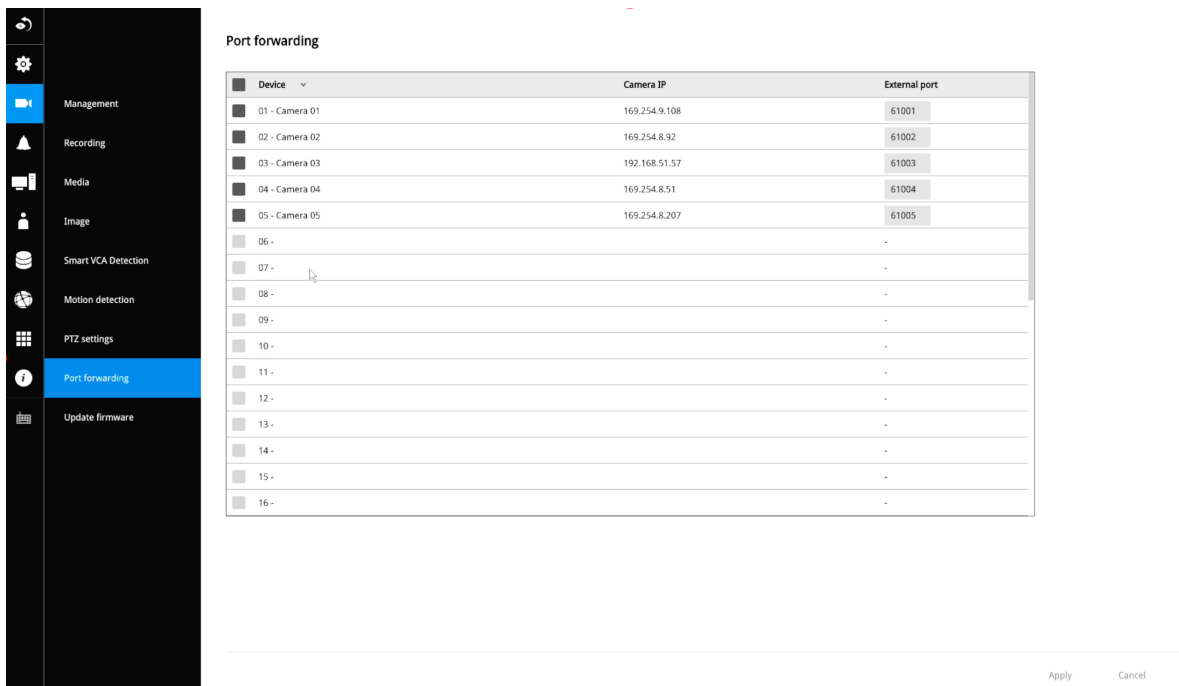 Port forwarding
Device Camera IP External port
01 - Camera 01 169.254.9.108 61001
02 - Camera 02 169.254.8.92 61002
03 - Camera 03 192.168.51.57 61003
04 - Camera 04 169.254.8.51 61004
05 - Camera 05 169.254.8.207 61005
06 - -
07 - -
08 - -
09 - -
10 - -
11 - -
12 - -
13 - -
14 - -
15 - -
16 - -
Management
Recording
Media
Image
Smart VCA Detection
Motion detection
PTZ settings
Port forwarding
Update firmware
Apply Cancel